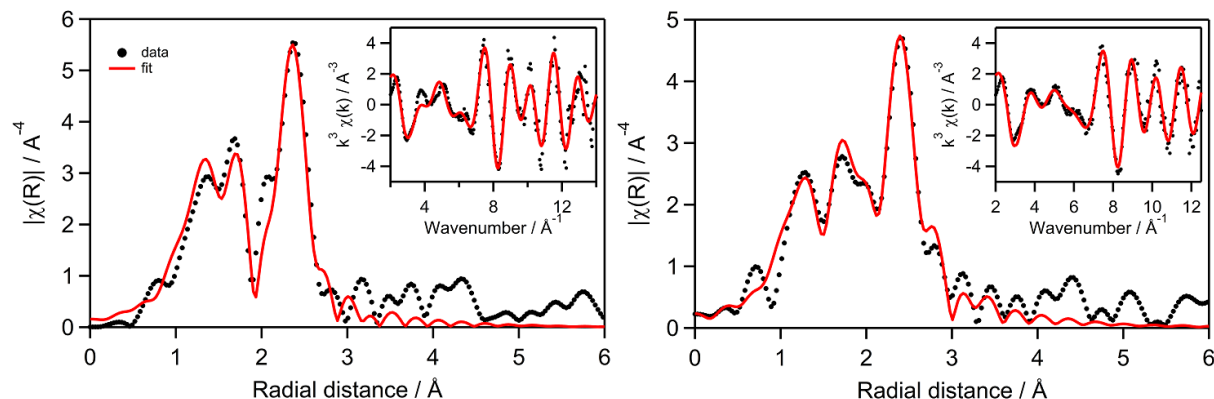 6
5
4
3
2
1
0
|χ(R)| / A⁻⁴
data
fit
4
2
0
-2
-4
k³ χ(k) / A⁻³
4 8 12
Wavenumber / Å⁻¹
0 1 2 3 4 5 6
Radial distance / Å
5
4
3
2
1
0
|χ(R)| / A⁻⁴
4
2
0
-2
-4
k³ χ(k) / A⁻³
2 4 6 8 10 12
Wavenumber / Å⁻¹
0 1 2 3 4 5 6
Radial distance / Å